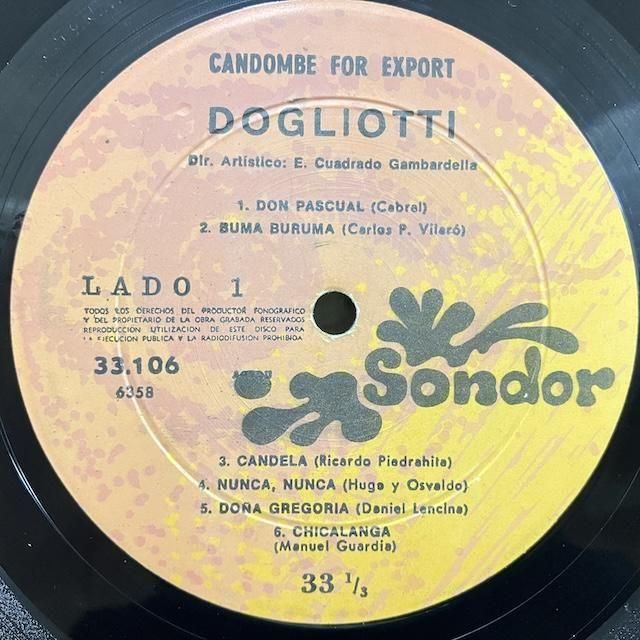 CANDOMBE FOR EXPORT
DOGLIOTTI
Dir. Artístico: E. Cuadrado Gambardella
1. DON PASCUAL (Cabral)
2. BUMA BURUMA (Carlos P. Vilaró)
LADO 1
TODOS LOS DERECHOS DEL PRODUCTOR FONOGRAFICO
Y DEL PROPIETARIO DE LA OBRA GRABADA RESERVADOS
REPRODUCCION UTILIZACION DE ESTE DISCO PARA
LA EJECUCION PUBLICA Y LA RADIODIFUSION PROHIBIDA
33.106
6358
AGADU
Sondor
3. CANDELA (Ricardo Piedrahita)
4. NUNCA, NUNCA (Hugo y Osvaldo)
5. DOÑA GREGORIA (Daniel Lencina)
6. CHICALANGA
(Manuel Guardia)
33 1/3